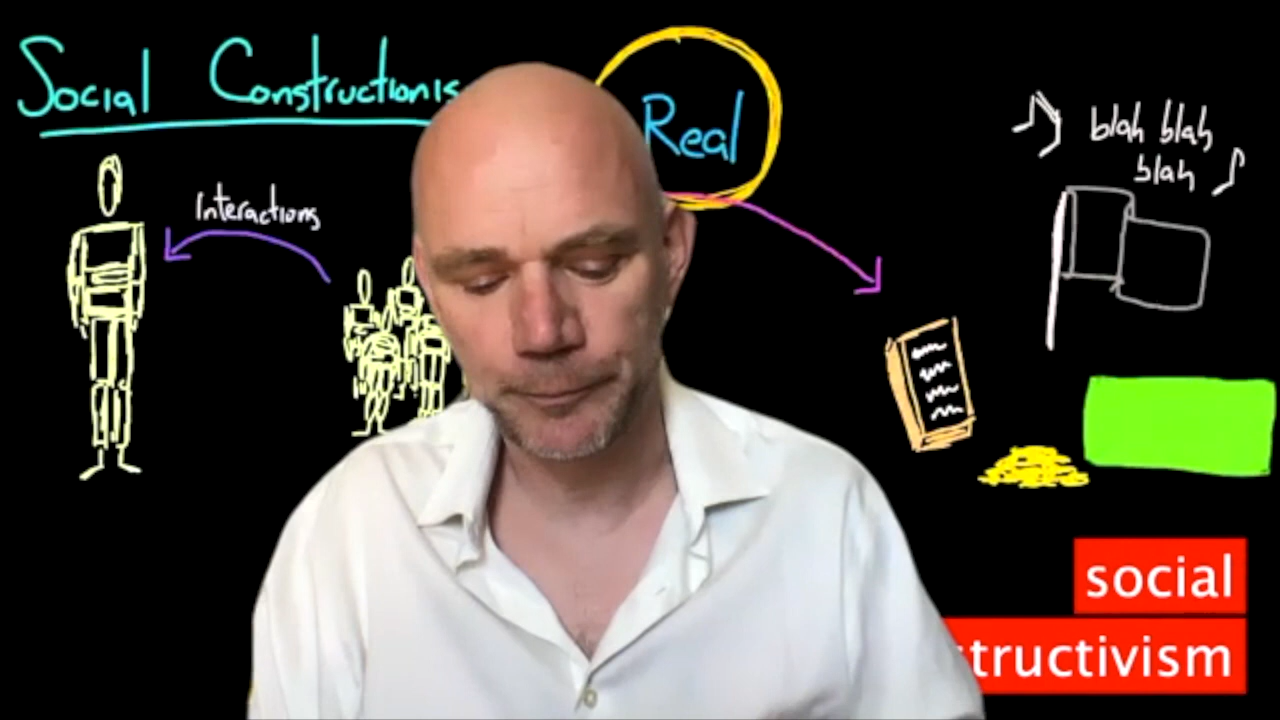 Social Constructionis
Real
Interactions
blah blah
blah
social
structivism